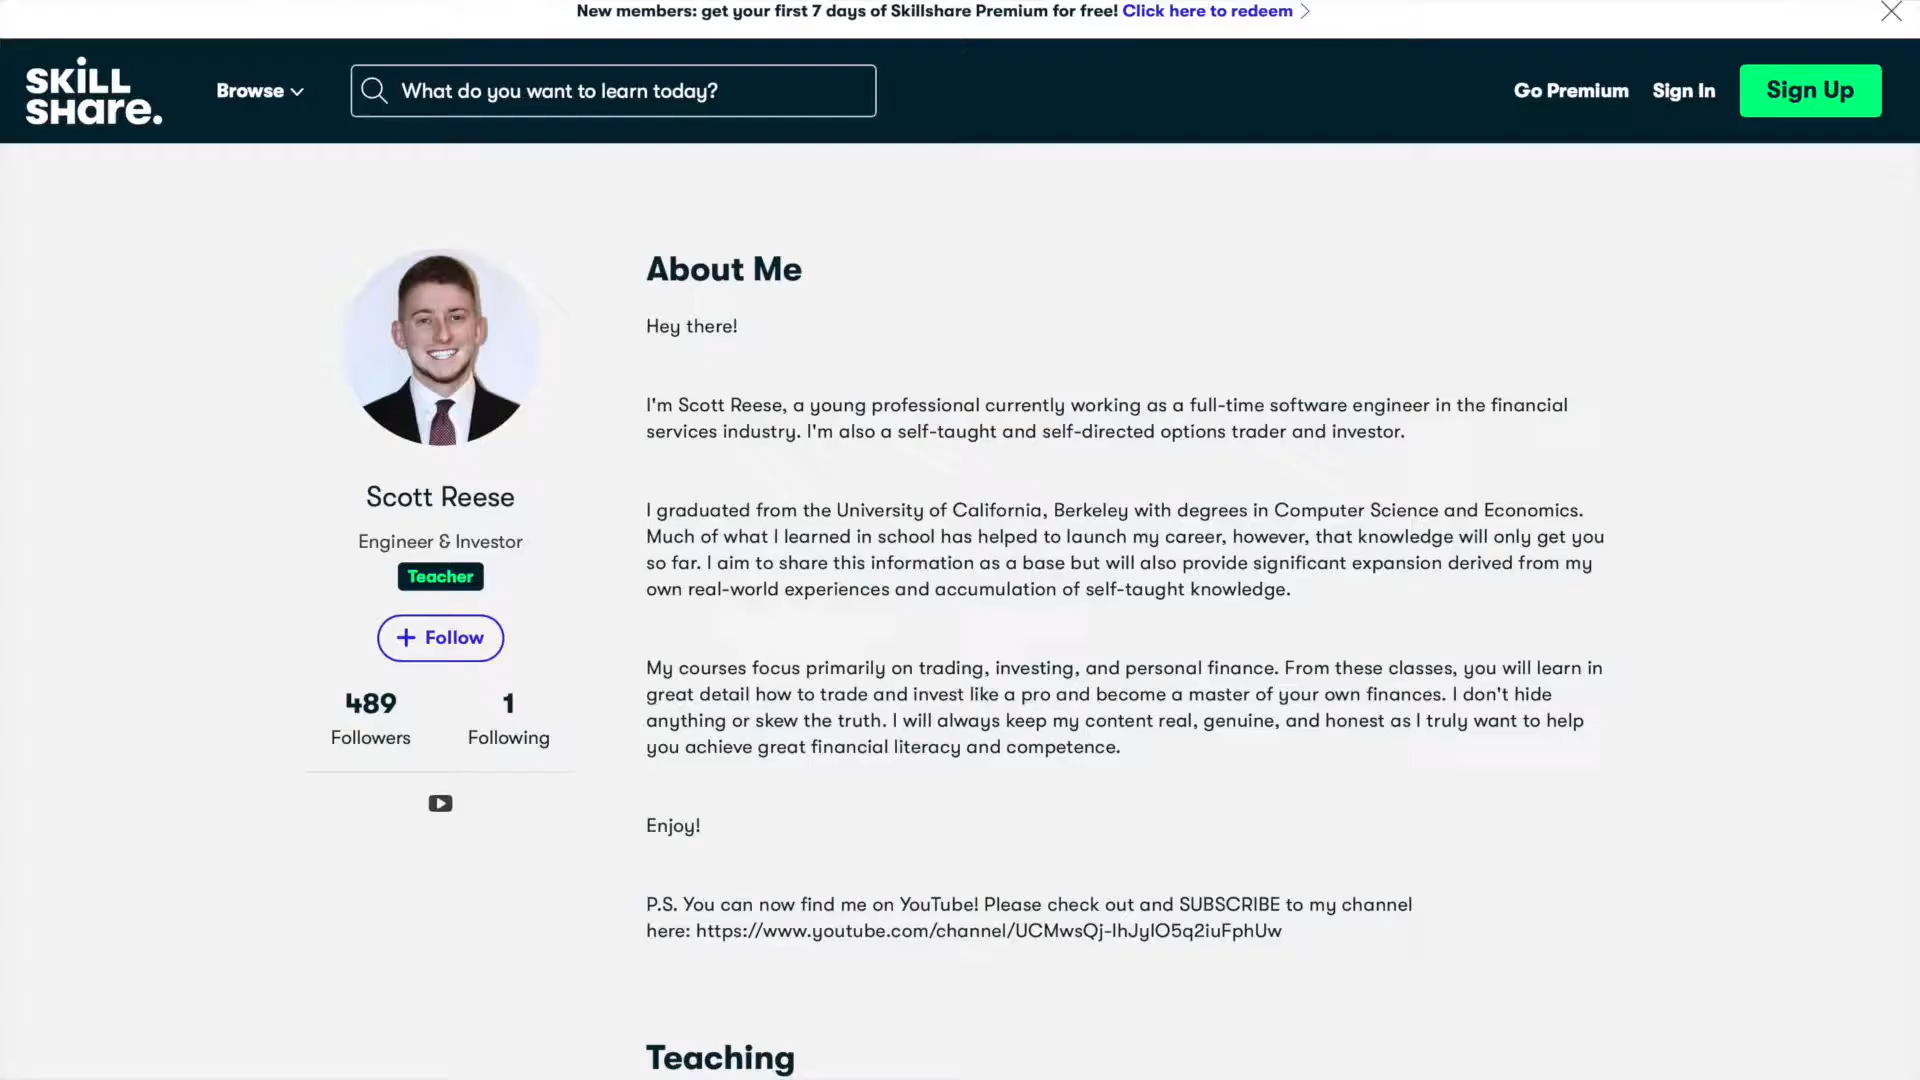 New members: get your first 7 days of Skillshare Premium for free! Click here to redeem
SKILL
SHare.
Browse
What do you want to learn today?
Go Premium
Sign In
Sign Up
Scott Reese
Engineer & Investor
Teacher
+ Follow
489
Followers
1
Following
About Me
Hey there!
I'm Scott Reese, a young professional currently working as a full-time software engineer in the financial
services industry. I'm also a self-taught and self-directed options trader and investor.
I graduated from the University of California, Berkeley with degrees in Computer Science and Economics.
Much of what I learned in school has helped to launch my career, however, that knowledge will only get you
so far. I aim to share this information as a base but will also provide significant expansion derived from my
own real-world experiences and accumulation of self-taught knowledge.
My courses focus primarily on trading, investing, and personal finance. From these classes, you will learn in
great detail how to trade and invest like a pro and become a master of your own finances. I don't hide
anything or skew the truth. I will always keep my content real, genuine, and honest as I truly want to help
you achieve great financial literacy and competence.
Enjoy!
P.S. You can now find me on YouTube! Please check out and SUBSCRIBE to my channel
here: https://www.youtube.com/channel/UCMwsQj-lhJyIO5q2iuFphUw
Teaching